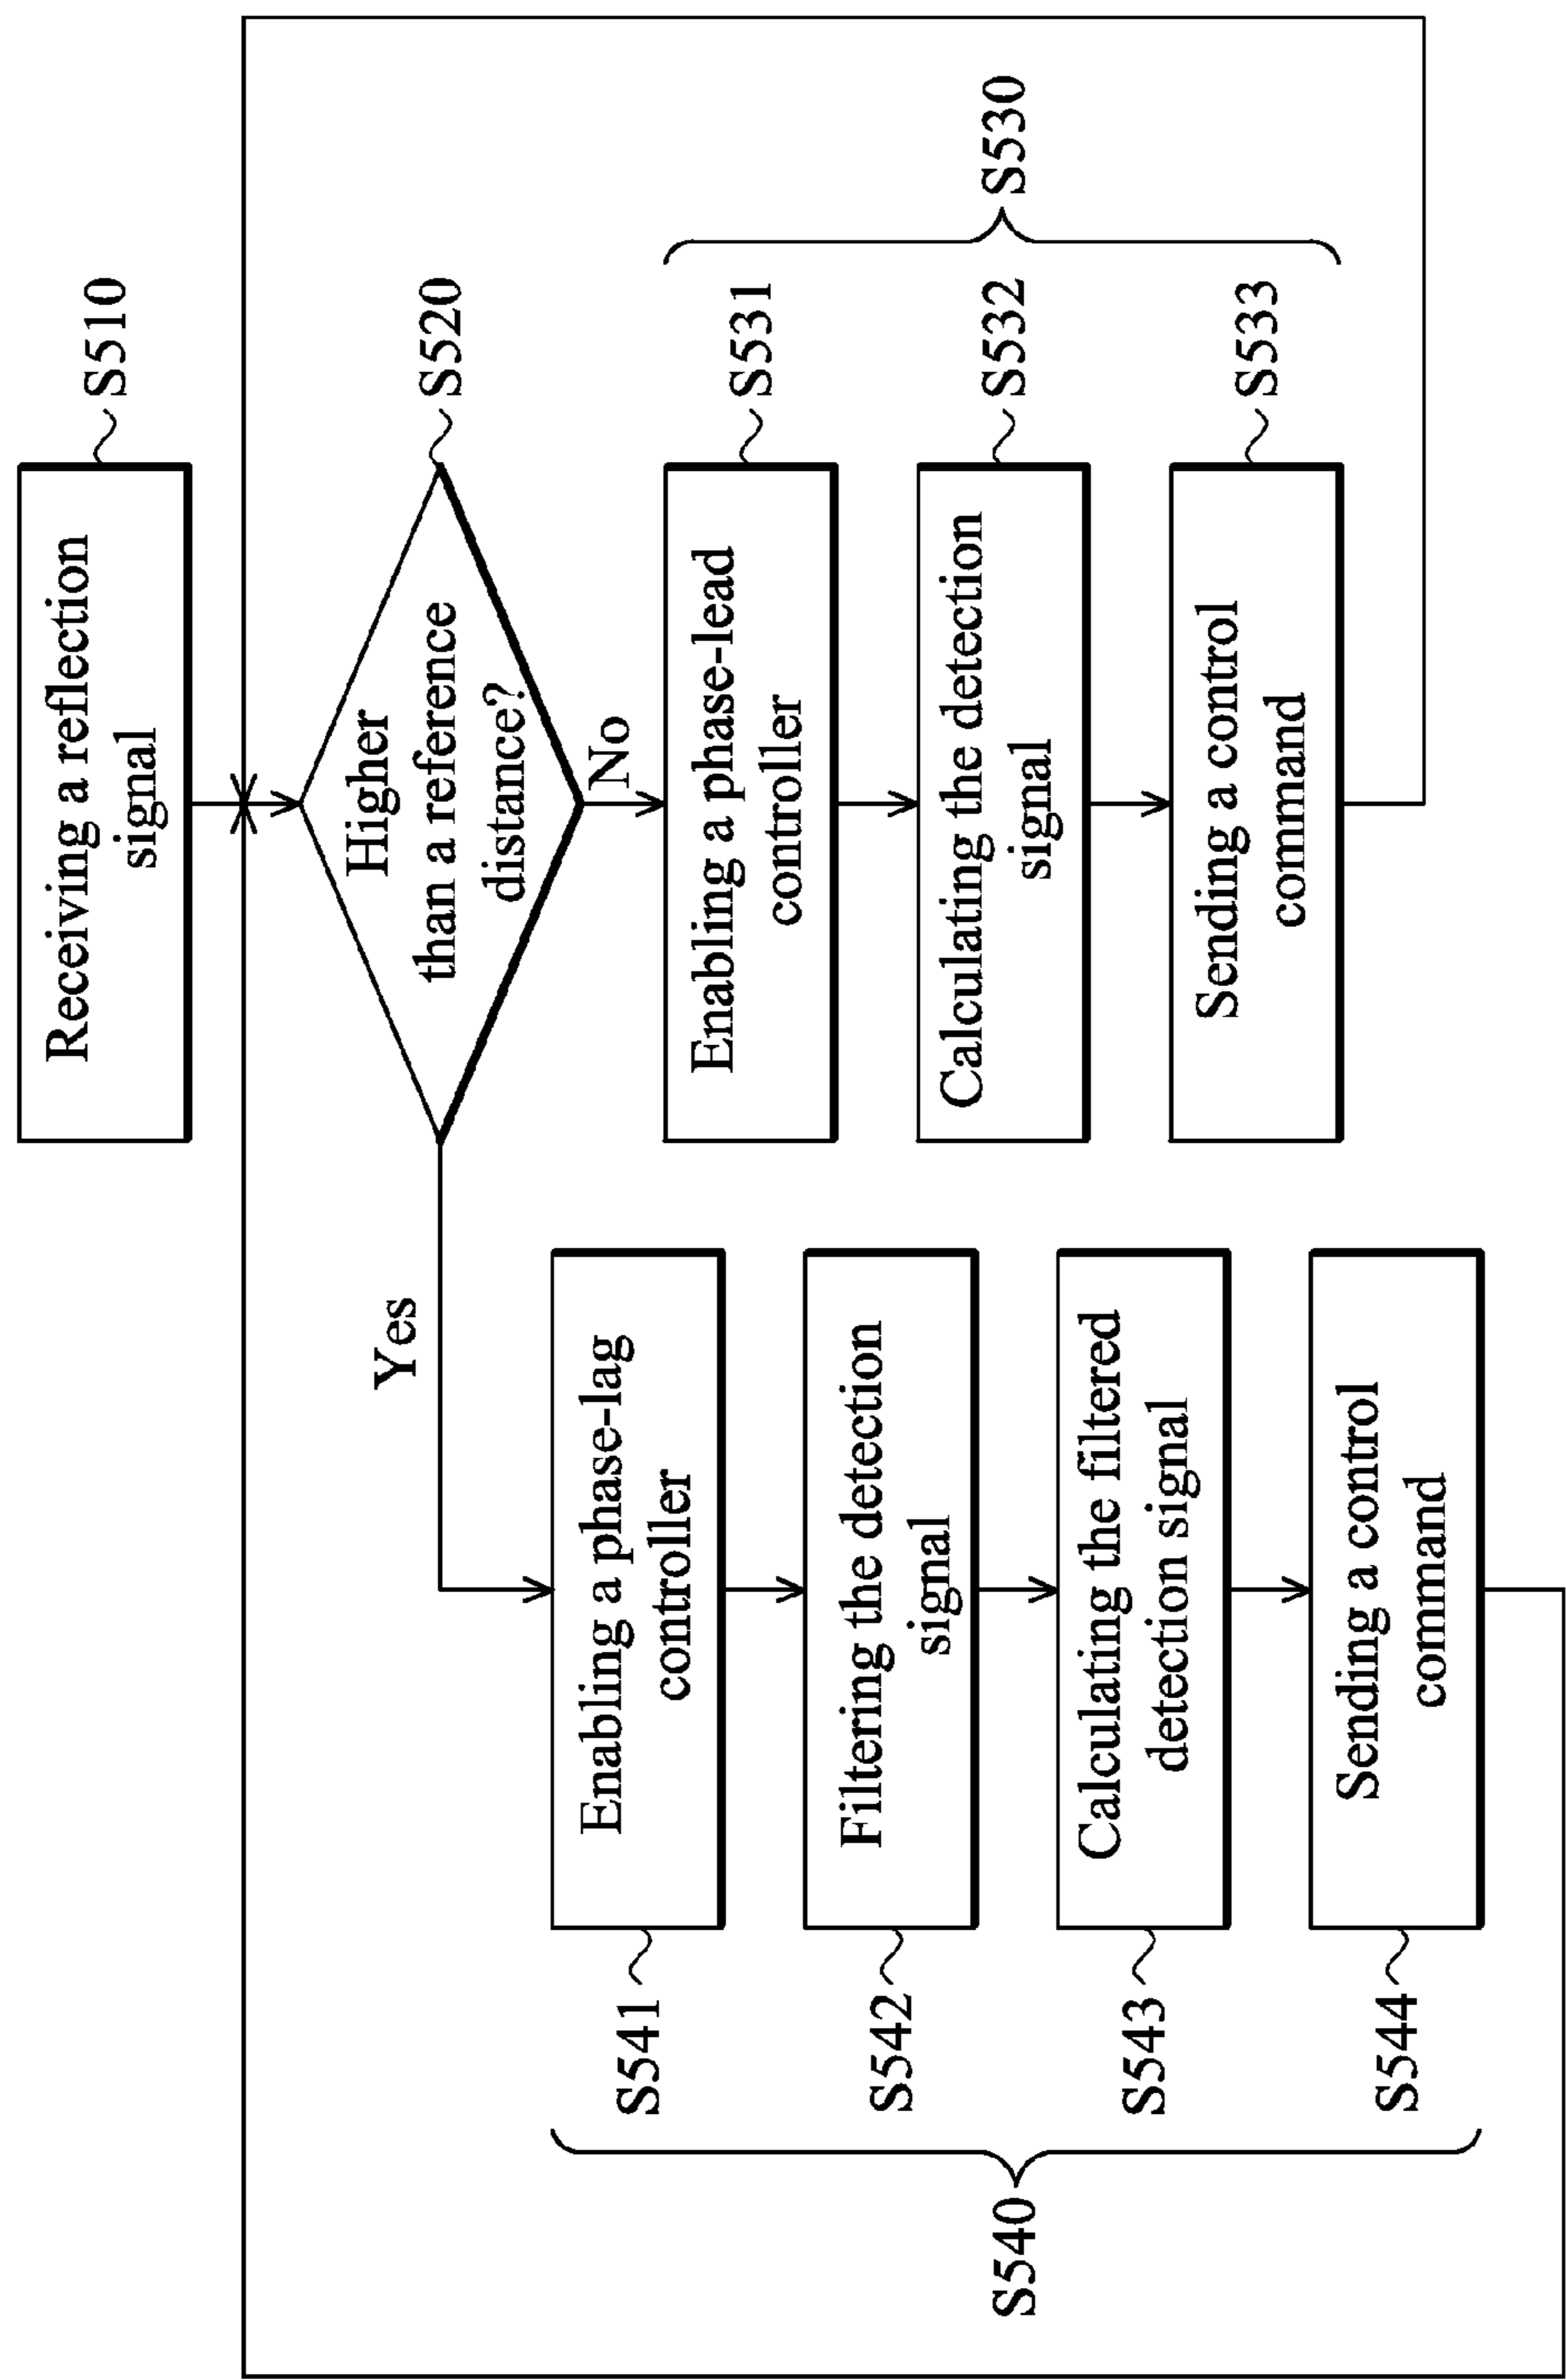 Receiving a reflection
signal
S510
Higher
than a reference
distance?
S520
No
Yes
Enabling a phase-lead
controller
S531
Calculating the detection
signal
S532
Sending a control
command
S533
S530
Enabling a phase-lag
controller
S541
Filtering the detection
signal
S542
Calculating the filtered
detection signal
S543
Sending a control
command
S544
S540